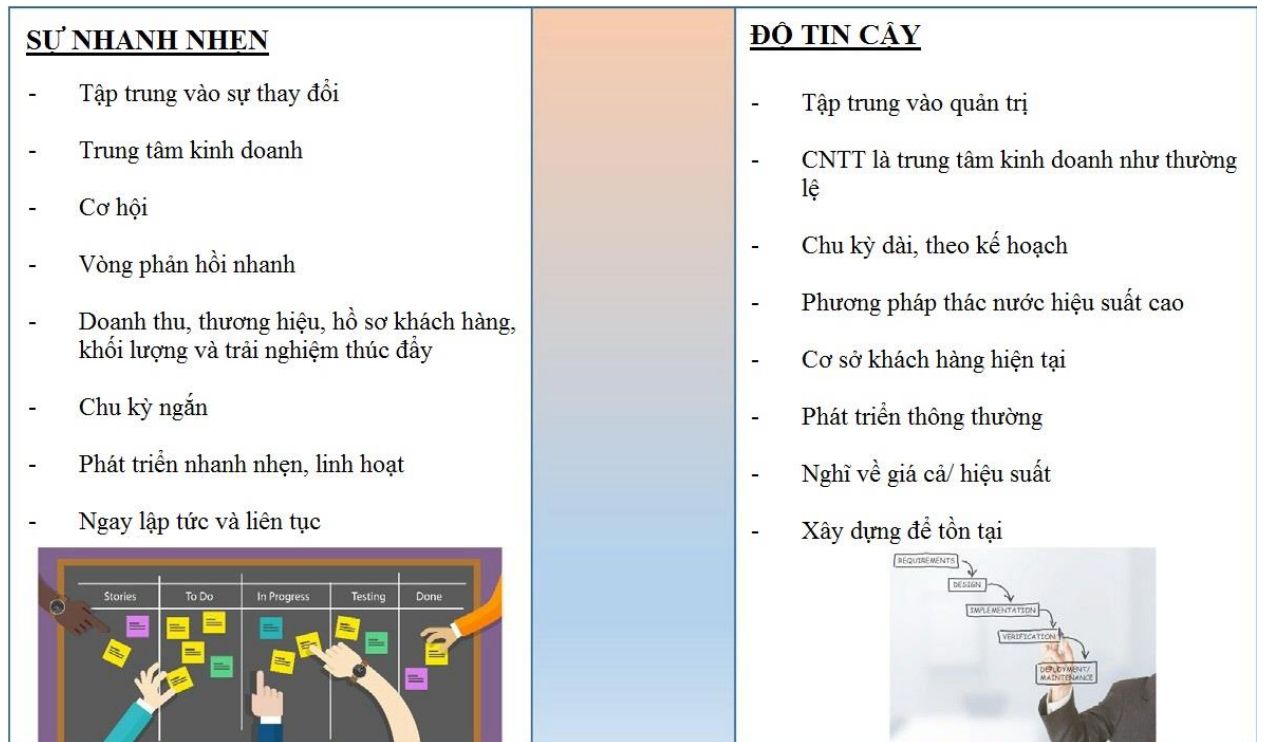 SỰ NHANH NHẸN
- Tập trung vào sự thay đổi
- Trung tâm kinh doanh
- Cơ hội
- Vòng phản hồi nhanh
- Doanh thu, thương hiệu, hồ sơ khách hàng,
khối lượng và trải nghiệm thúc đẩy
- Chu kỳ ngắn
- Phát triển nhanh nhẹn, linh hoạt
- Ngay lập tức và liên tục
Stories To Do In Progress Testing Done
ĐỘ TIN CẬY
- Tập trung vào quản trị
- CNTT là trung tâm kinh doanh như thường
lệ
- Chu kỳ dài, theo kế hoạch
- Phương pháp thác nước hiệu suất cao
- Cơ sở khách hàng hiện tại
- Phát triển thông thường
- Nghĩ về giá cả/ hiệu suất
- Xây dựng để tồn tại
REQUIREMENTS
DESIGN
IMPLEMENTATION
VERIFICATION
DEPLOYMENT/
MAINTENANCE